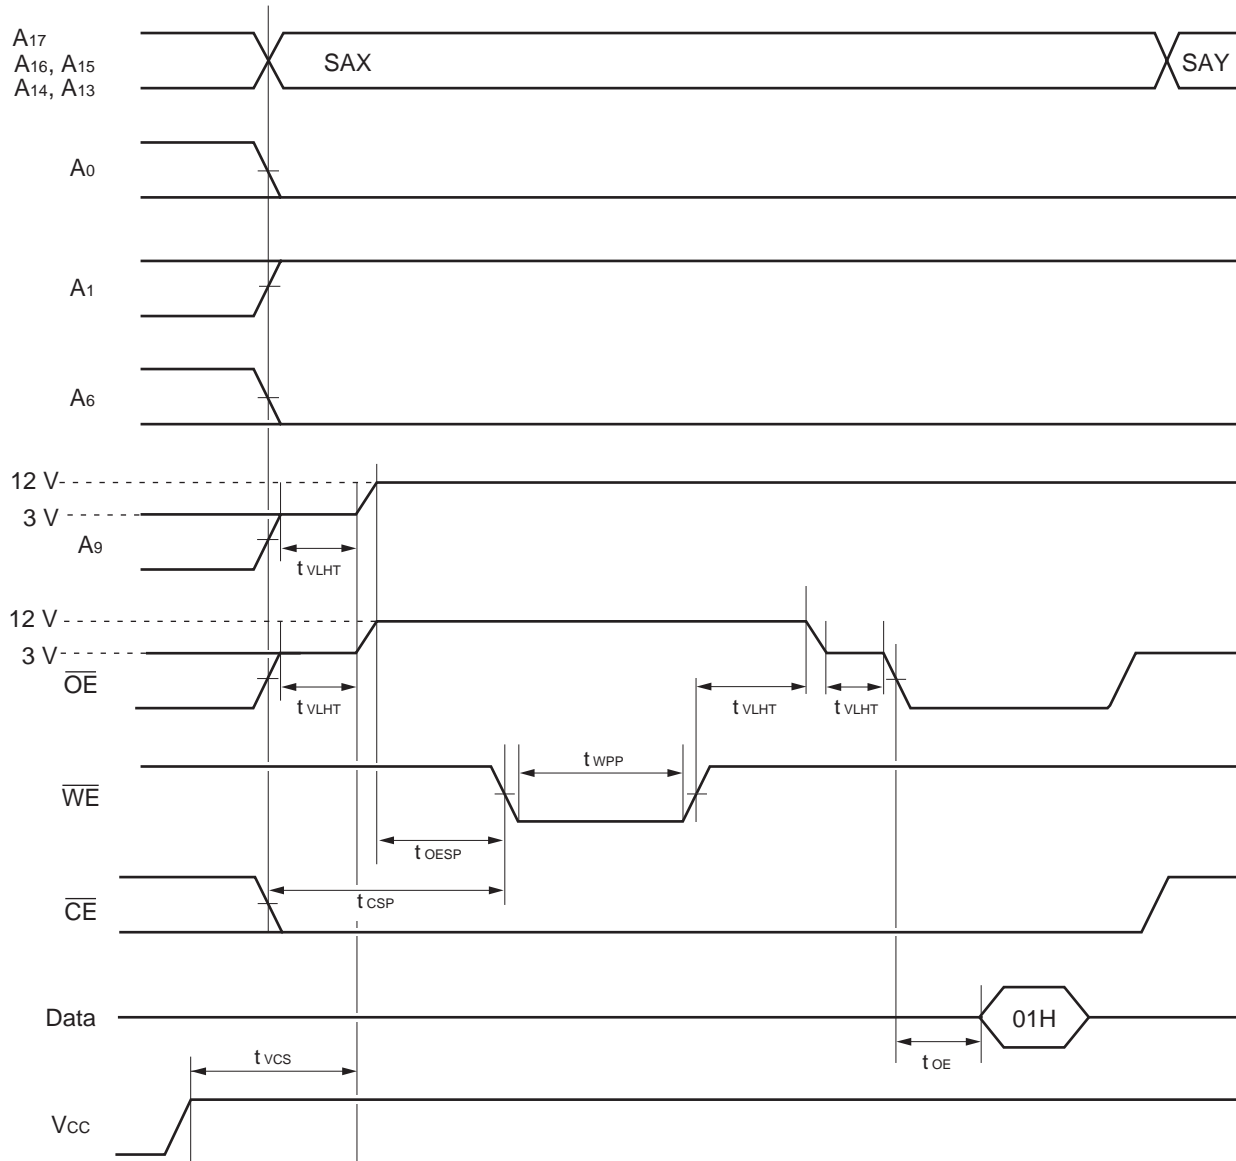 A17
A16, A15
A14, A13
SAX
SAY
A0
A1
A6
12 V
3 V
A9
t VLHT
12 V
3 V
OE
t VLHT
t VLHT
t VLHT
t WPP
WE
t OESP
t CSP
CE
Data
01H
t OE
t VCS
VCC